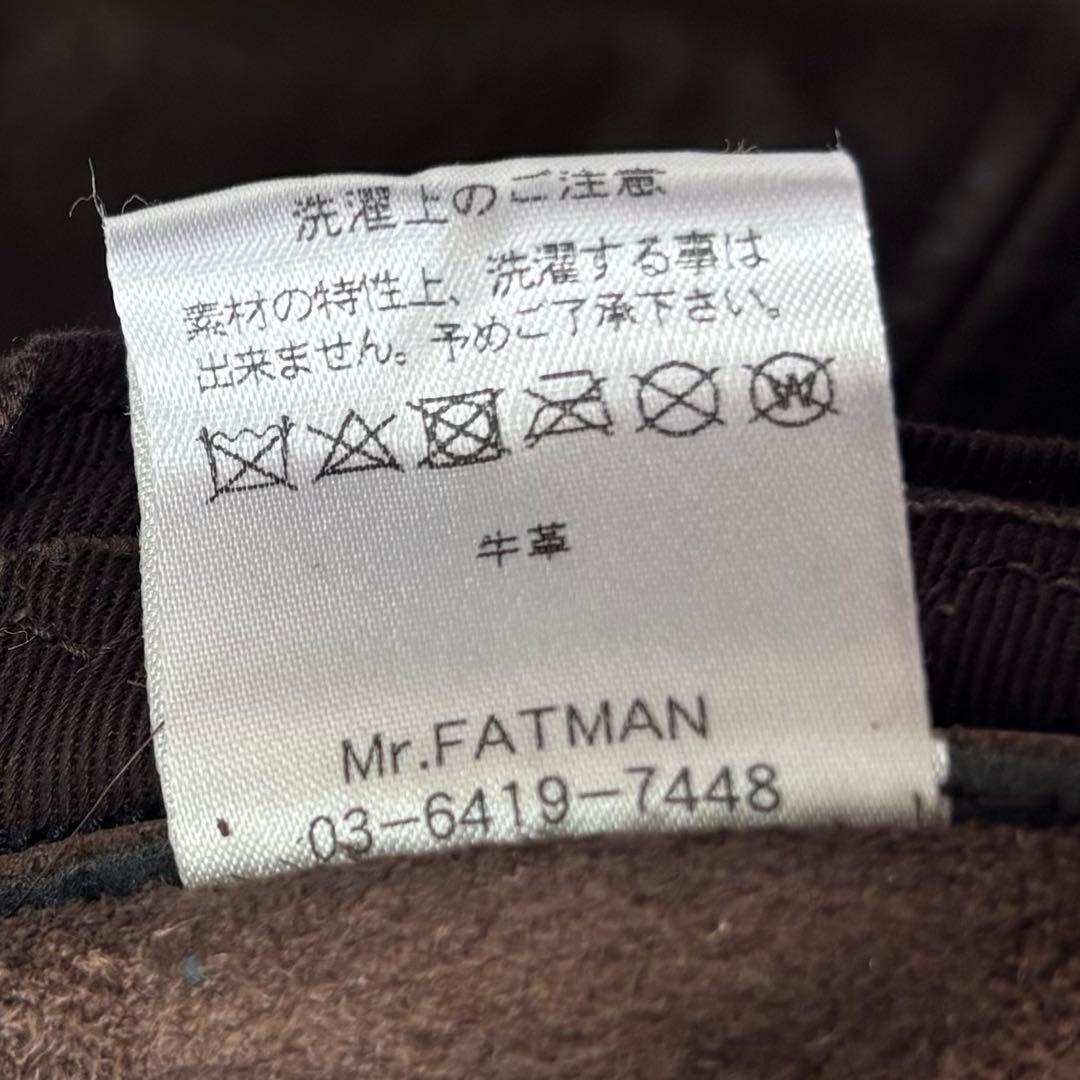 洗濯上のご注意
素材の特性上、洗濯する事は
出来ません。予めご了承下さい。
W
牛革
Mr.FATMAN
03-6419-7448